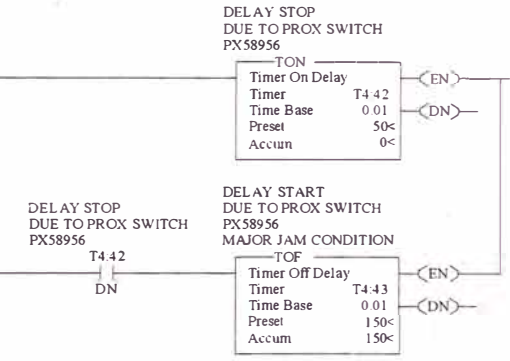 DELAY STOP
DUE TO PROX SWITCH
PX58956
TON
Timer On Delay
Timer T4:42
Time Base 0.01
Preset 50<
Accum 0<
EN
DN
DELAY STOP
DUE TO PROX SWITCH
PX58956
T4:42
DN
DELAY START
DUE TO PROX SWITCH
PX58956
MAJOR JAM CONDITION
TOF
Timer Off Delay
Timer T4:43
Time Base 0.01
Preset 150<
Accum 150<
EN
DN